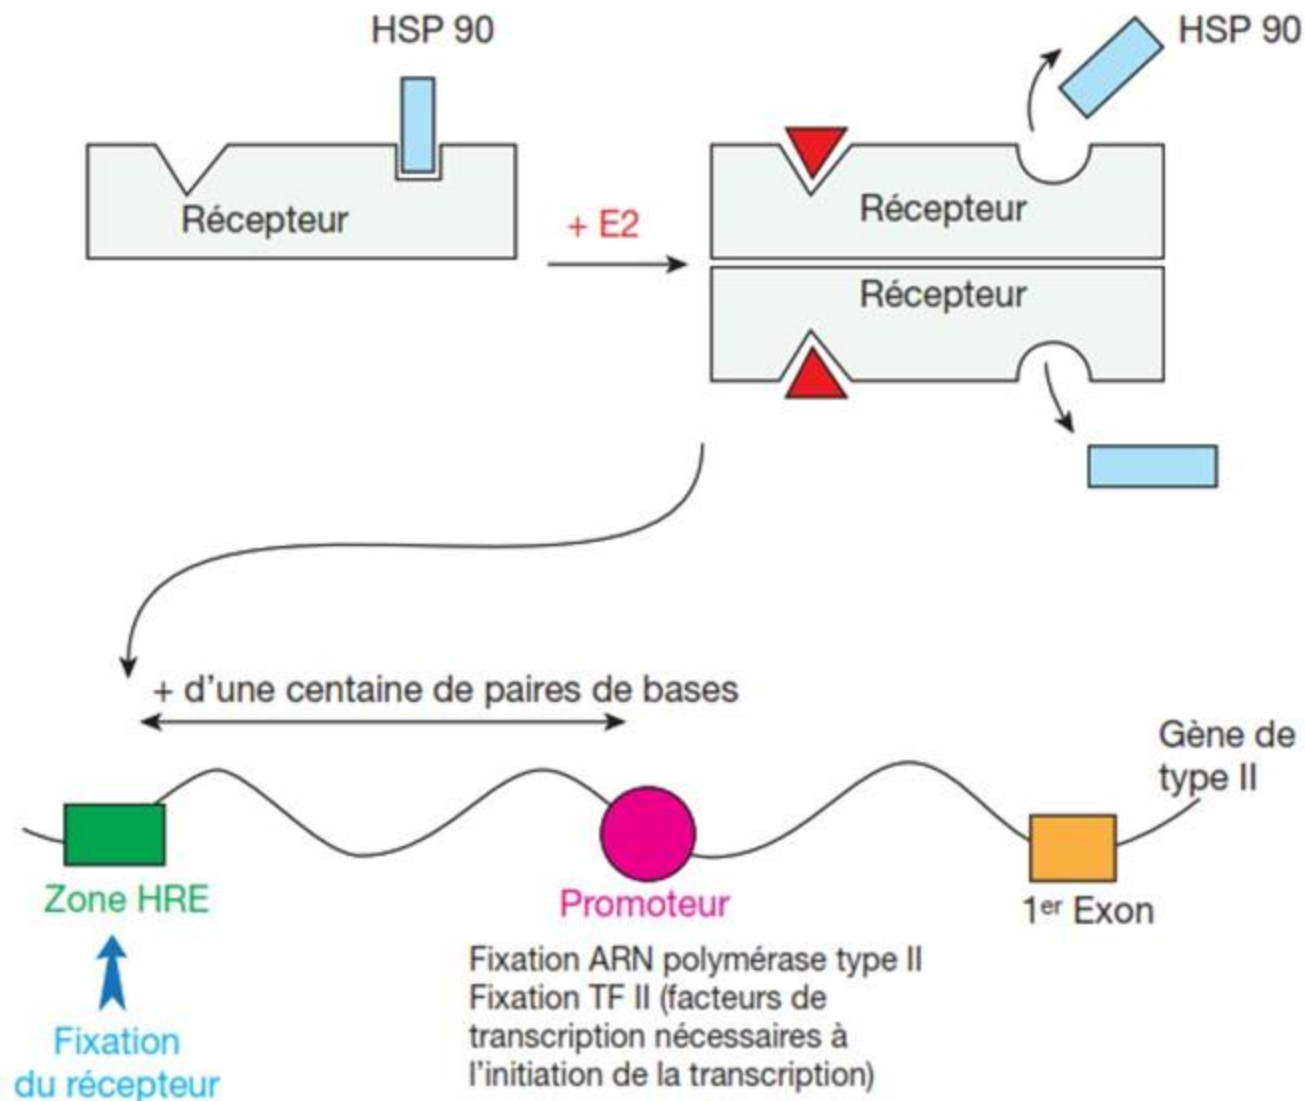 HSP 90
HSP 90
Récepteur
+ E2
Récepteur
Récepteur
+ d’une centaine de paires de bases
Gène de
type II
Zone HRE
Promoteur
1er Exon
Fixation ARN polymérase type II
Fixation TF II (facteurs de
transcription nécessaires à
l’initiation de la transcription)
Fixation
du récepteur